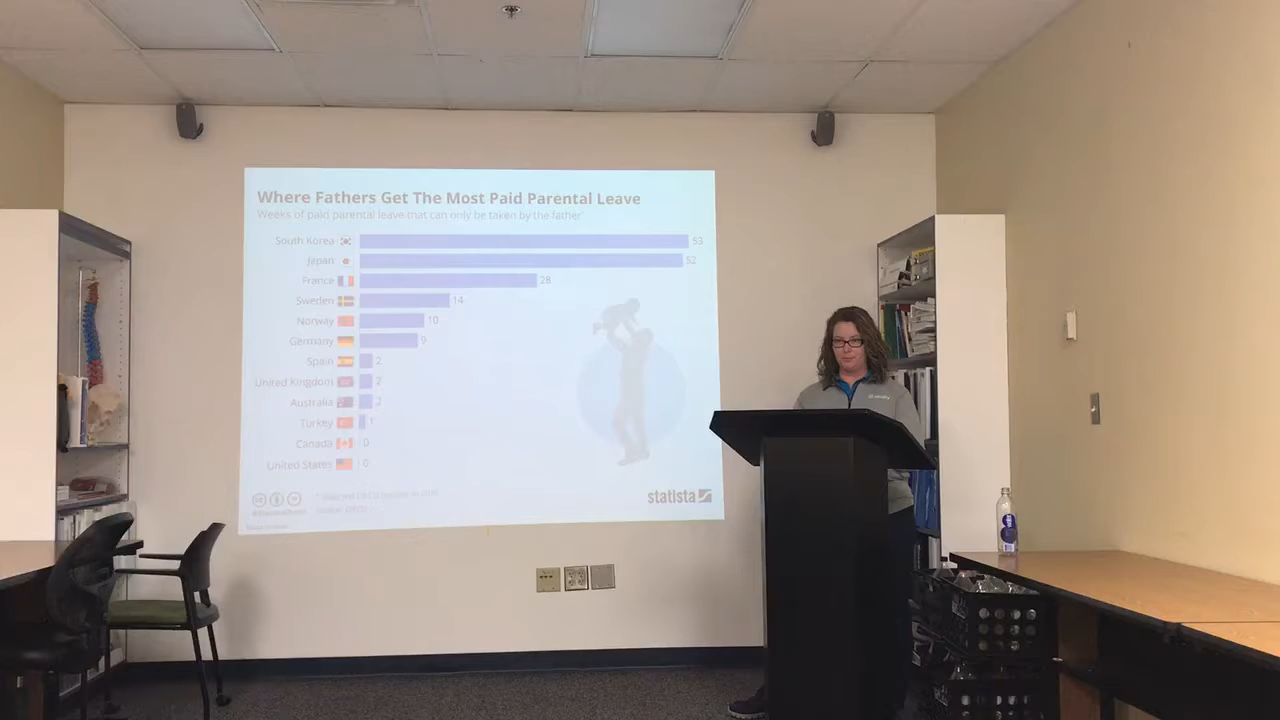 Where Fathers Get The Most Paid Parental Leave
Weeks of paid parental leave that can only be taken by the father*
South Korea 53
Japan 52
France 28
Sweden 14
Norway 10
Germany 9
Spain 2
United Kingdom 2
Australia 2
Turkey 1
Canada 0
United States 0
statista